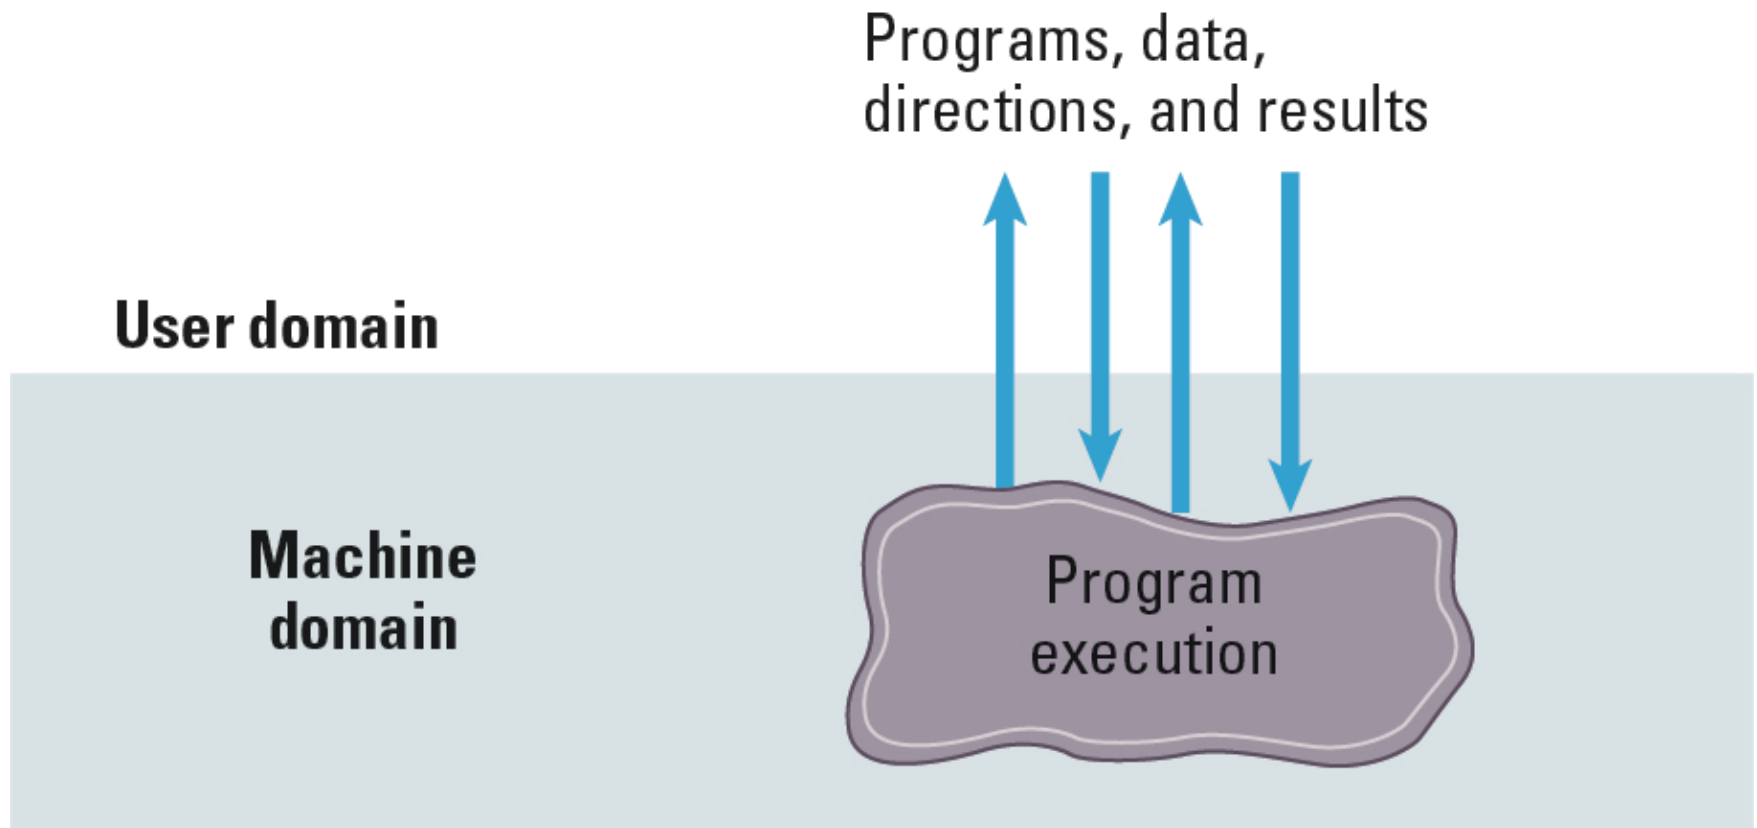 Programs, data,
directions, and results
User domain
Machine
domain
Program
execution